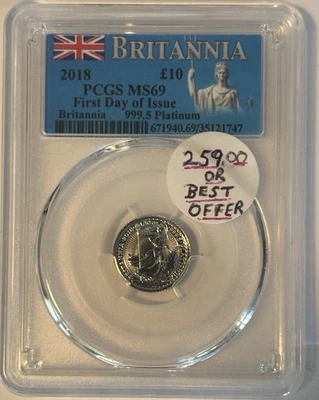 BRITANNIA
2018 £10
PCGS MS69
First Day of Issue
Britannia 999.5 Platinum
671940.69/35121747
259.00
OR
BEST
OFFER